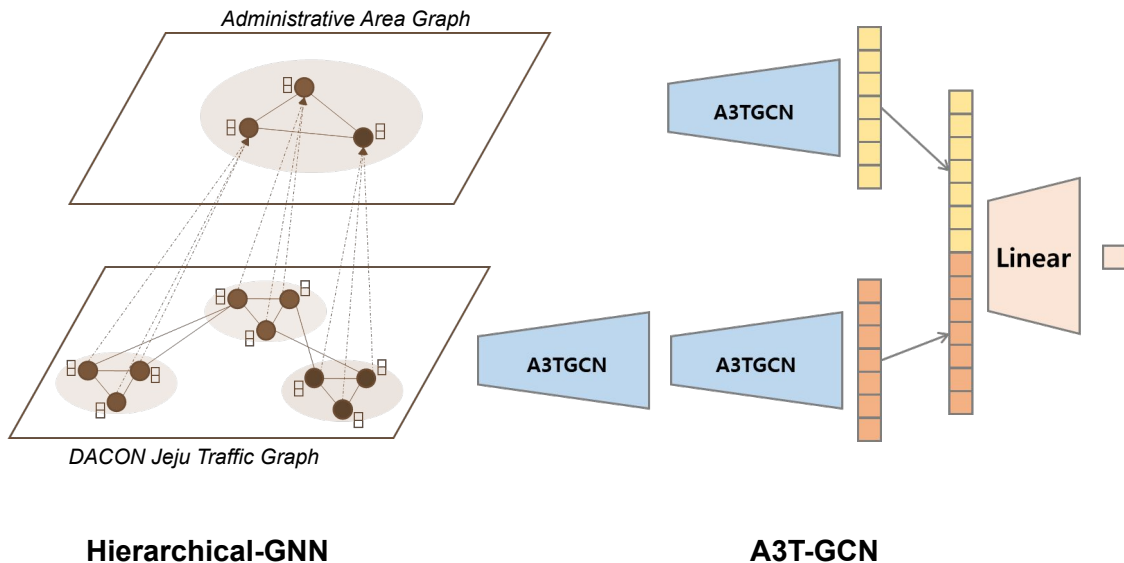 Administrative Area Graph
A3TGCN
Linear
A3TGCN
A3TGCN
DACON Jeju Traffic Graph
Hierarchical-GNN
A3T-GCN